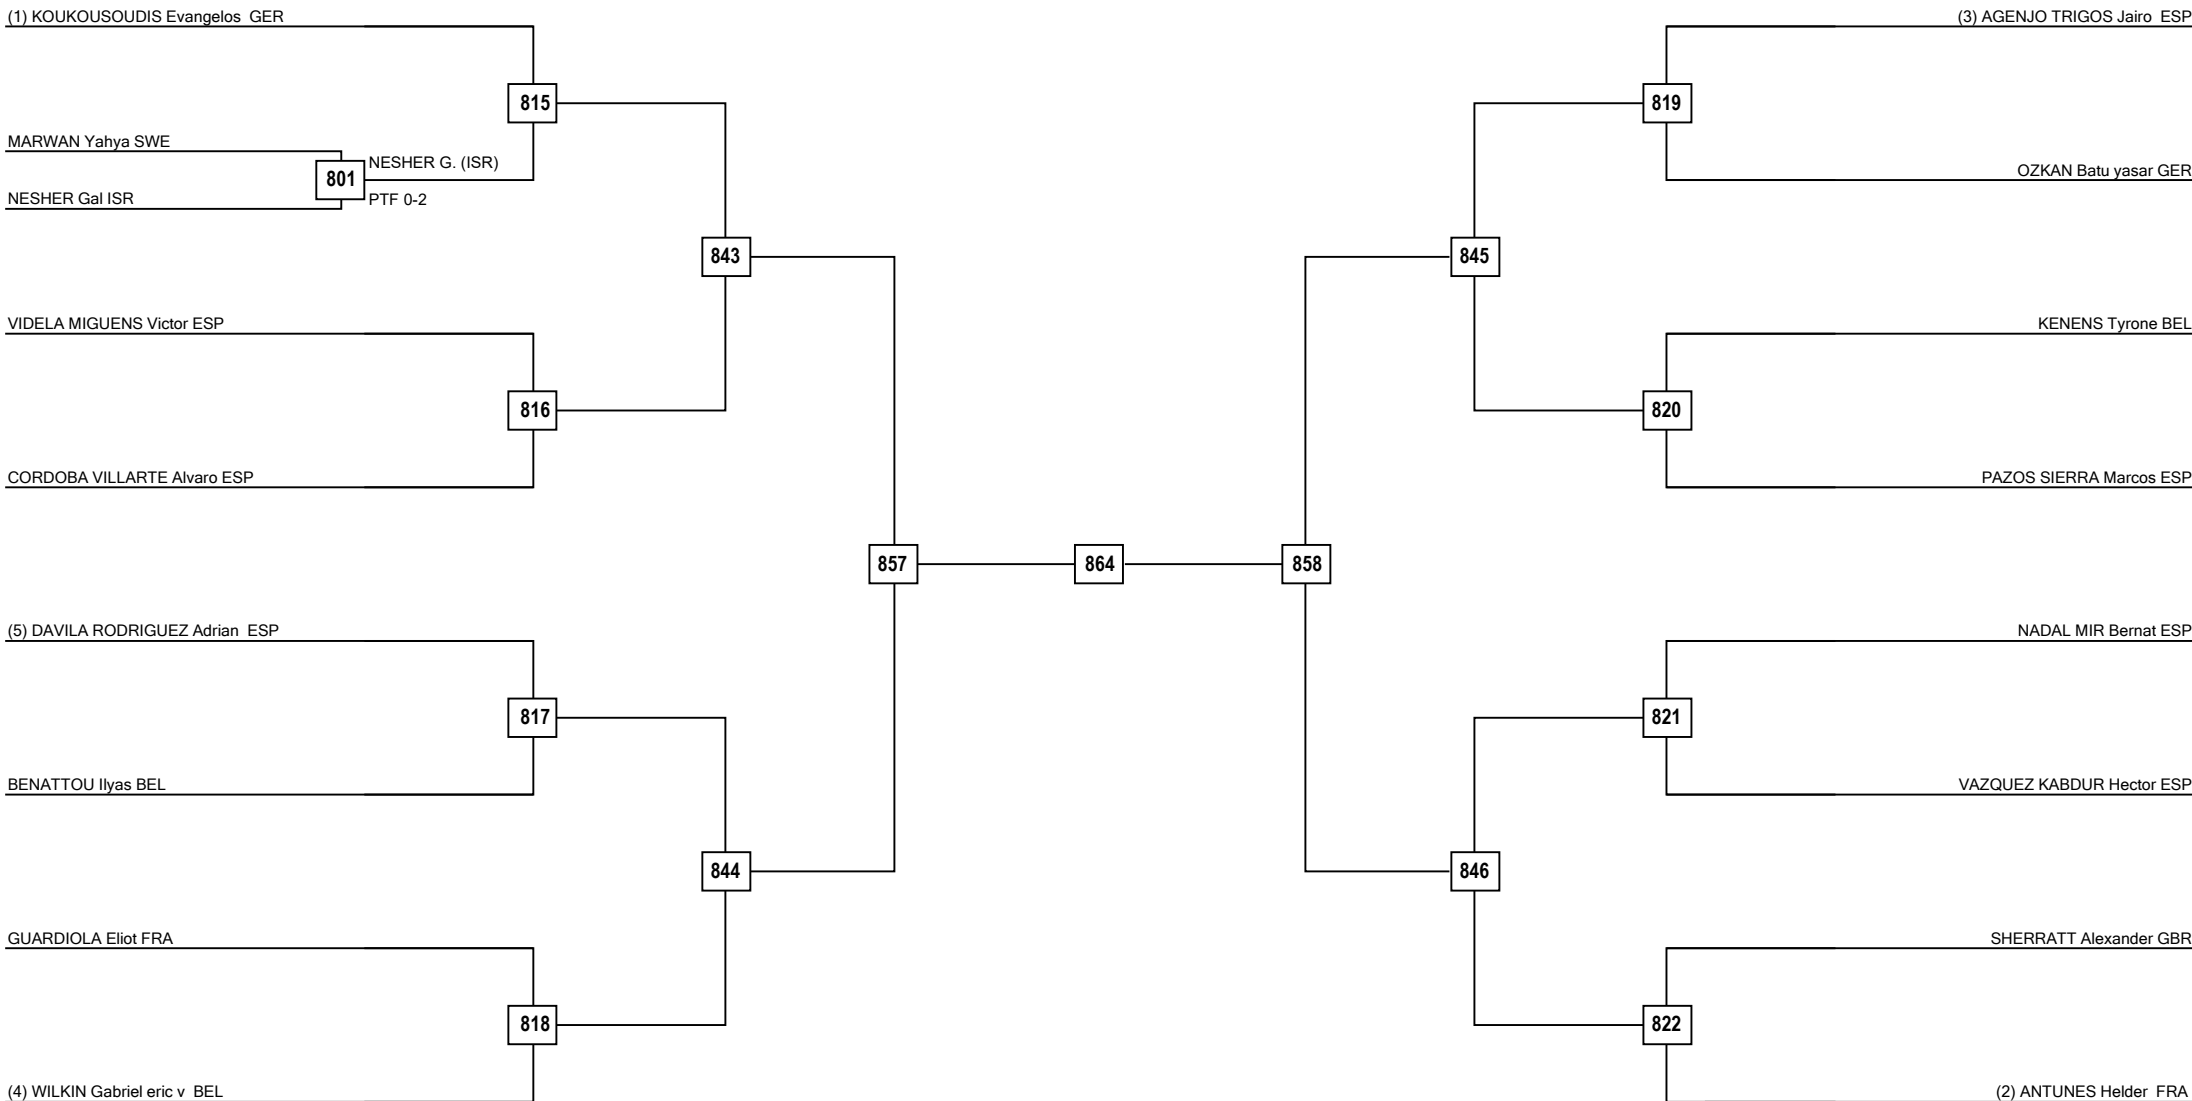 (1) KOUKOUSOUDIS Evangelos  GER
815
MARWAN Yahya SWE
801
NESHER G. (ISR)
PTF 0-2
NESHER Gal ISR
843
VIDELA MIGUENS Victor ESP
816
CORDOBA VILLARTE Alvaro ESP
857
(5) DAVILA RODRIGUEZ Adrian  ESP
817
BENATTOU Ilyas BEL
844
GUARDIOLA Eliot FRA
818
(4) WILKIN Gabriel eric v  BEL
864
(3) AGENJO TRIGOS Jairo  ESP
819
OZKAN Batu yasar GER
845
KENENS Tyrone BEL
820
PAZOS SIERRA Marcos ESP
858
NADAL MIR Bernat ESP
821
VAZQUEZ KABDUR Hector ESP
846
SHERRATT Alexander GBR
822
(2) ANTUNES Helder  FRA